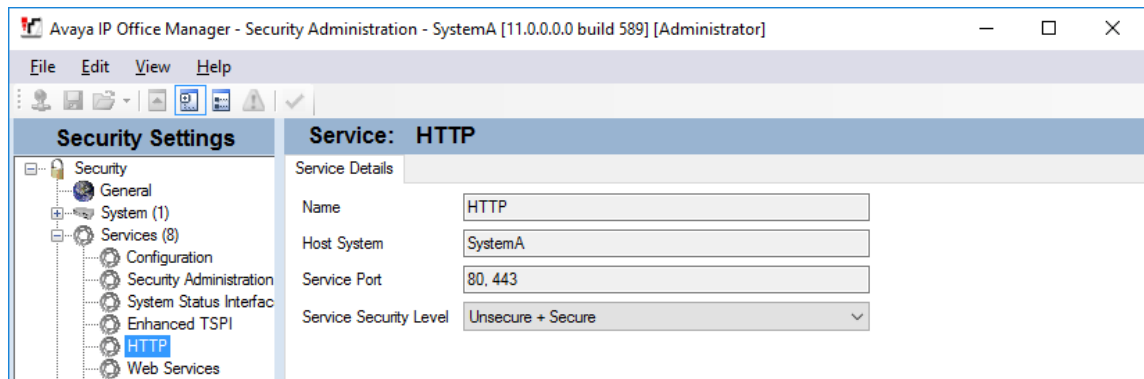 Avaya IP Office Manager - Security Administration - SystemA [11.0.0.0.0 build 589] [Administrator]
File Edit View Help
Security Settings
Service: HTTP
Security
General
System (1)
Services (8)
Configuration
Security Administration
System Status Interfac
Enhanced TSPI
HTTP
Web Services
Service Details
Name HTTP
Host System SystemA
Service Port 80, 443
Service Security Level Unsecure + Secure